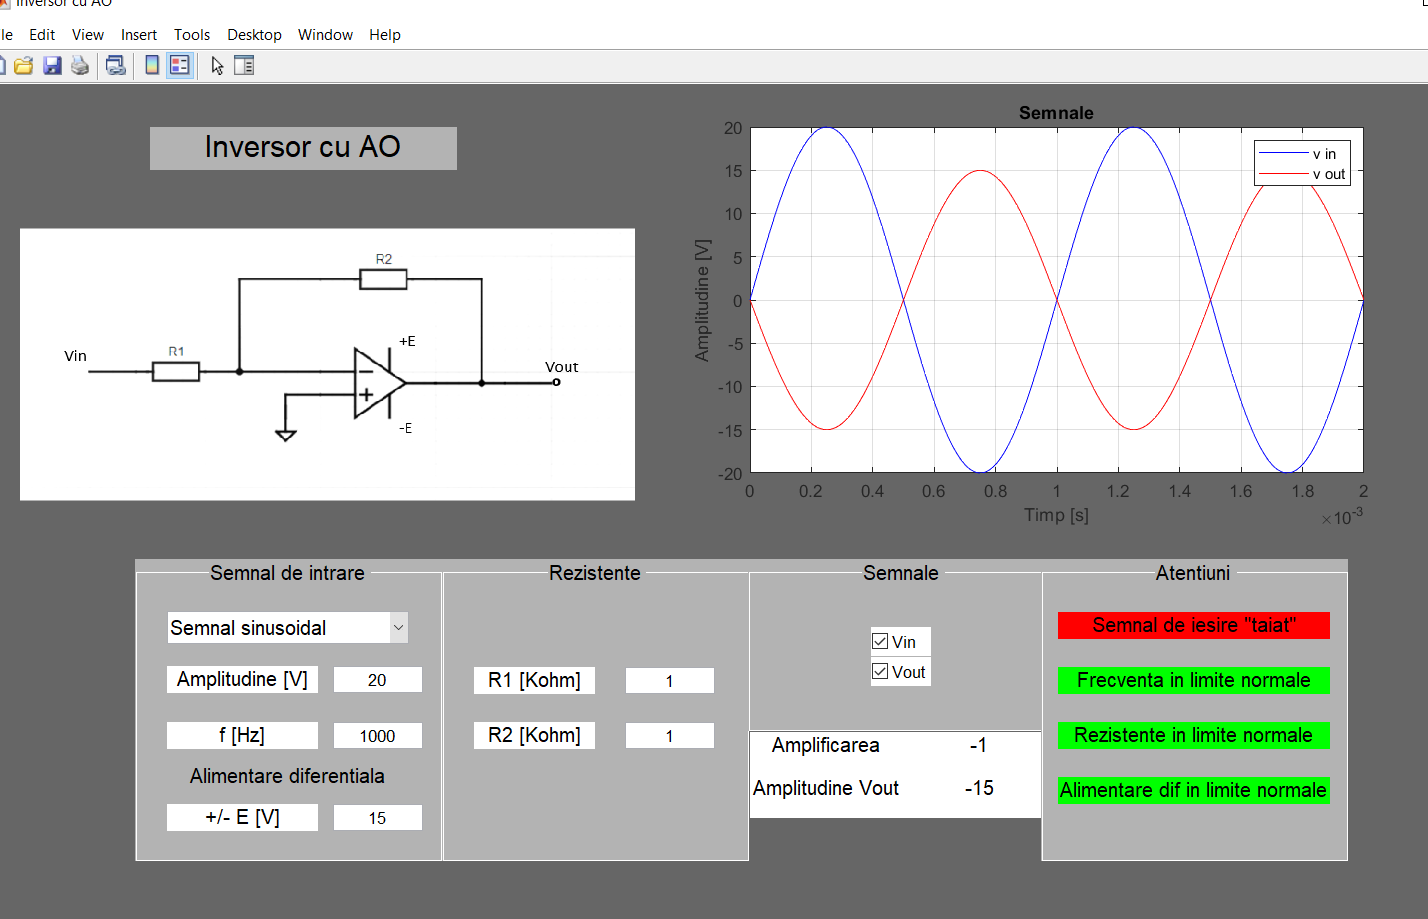 Inversor cu AO
le Edit View Insert Tools Desktop Window Help
Inversor cu AO
R2
+E
Vin
R1
Vout
-E
Semnale
v in
v out
Amplitudine [V]
20
15
10
5
0
-5
-10
-15
-20
0 0.2 0.4 0.6 0.8 1 1.2 1.4 1.6 1.8 2
Timp [s]
×10-3
Semnal de intrare
Semnal sinusoidal
Amplitudine [V] 20
f [Hz] 1000
Alimentare diferentiala
+/- E [V] 15
Rezistente
R1 [Kohm] 1
R2 [Kohm] 1
Semnale
Vin
Vout
Amplificarea -1
Amplitudine Vout -15
Atentiuni
Semnal de iesire "taiat"
Frecventa in limite normale
Rezistente in limite normale
Alimentare dif in limite normale